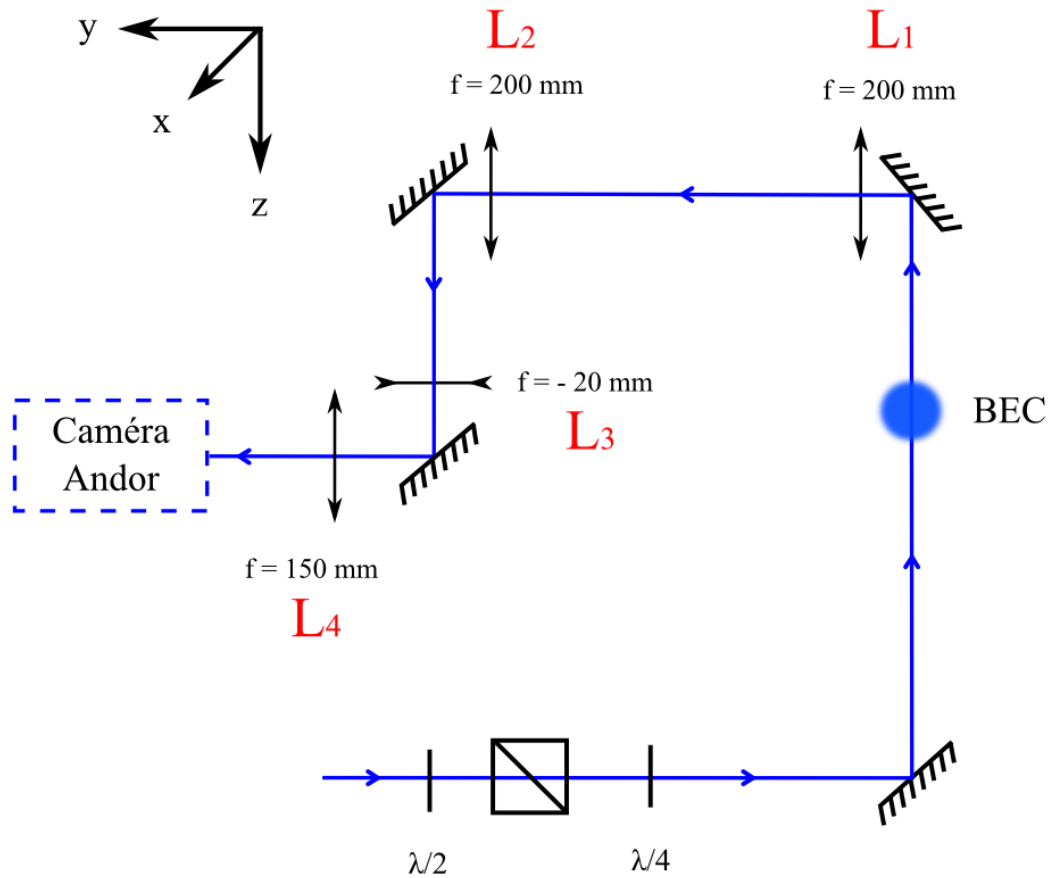 y
x
z
L2
f = 200 mm
L1
f = 200 mm
f = - 20 mm
L3
BEC
Caméra
Andor
f = 150 mm
L4
λ/2
λ/4